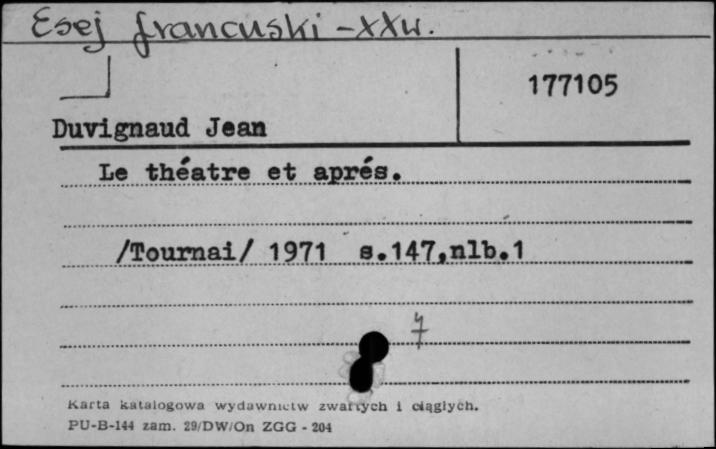 Esej francuski - XXw.
177105
Duvignaud Jean
Le théatre et aprés.
/Tournai/ 1971 s.147,nlb.1
7
Karta katalogowa wydawnictw zwartych i ciągłych.
PU-B-144 zam. 29/DW/On ZGG - 204